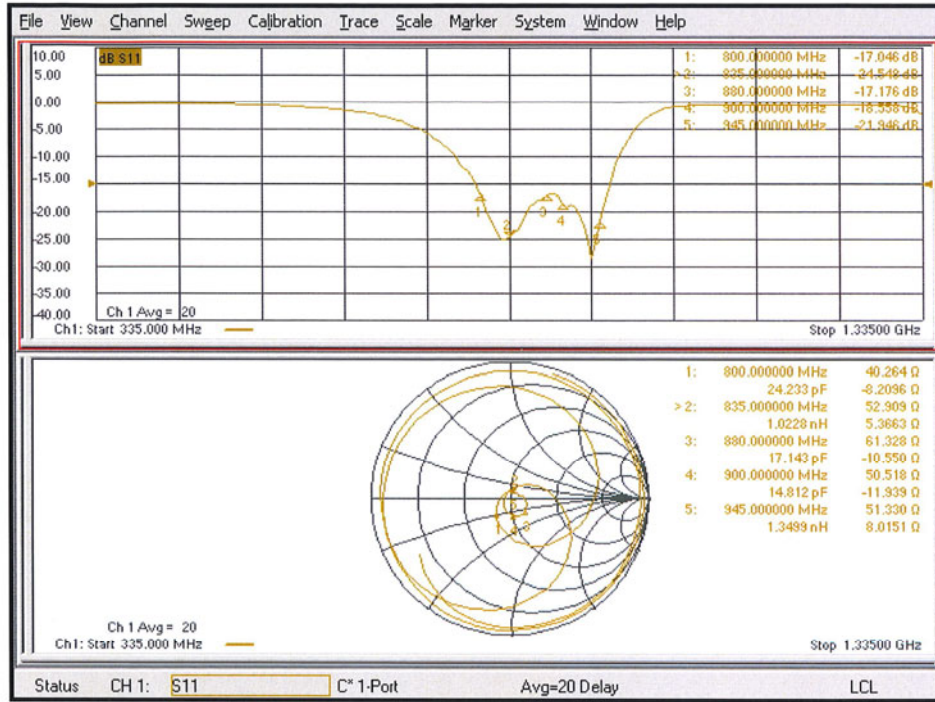 File View Channel Sweep Calibration Trace Scale Marker System Window Help
dB S11
10.00
5.00
0.00
-5.00
-10.00
-15.00
-20.00
-25.00
-30.00
-35.00
-40.00
1: 800.000000 MHz -17.046 dB
>2: 835.000000 MHz -24.548 dB
3: 880.000000 MHz -17.176 dB
4: 900.000000 MHz -18.558 dB
5: 945.000000 MHz -21.946 dB
1
2
3
4
5
Ch 1 Avg = 20
Ch1: Start 335.000 MHz
Stop 1.33500 GHz
1: 800.000000 MHz 40.264 Ω
24.233 pF -8.2096 Ω
>2: 835.000000 MHz 52.909 Ω
1.0228 nH 5.3663 Ω
3: 880.000000 MHz 61.328 Ω
17.143 pF -10.550 Ω
4: 900.000000 MHz 50.518 Ω
14.812 pF -11.939 Ω
5: 945.000000 MHz 51.330 Ω
1.3499 nH 8.0151 Ω
1
3
Ch 1 Avg = 20
Ch1: Start 335.000 MHz
Stop 1.33500 GHz
Status CH 1: S11 C* 1-Port Avg=20 Delay LCL